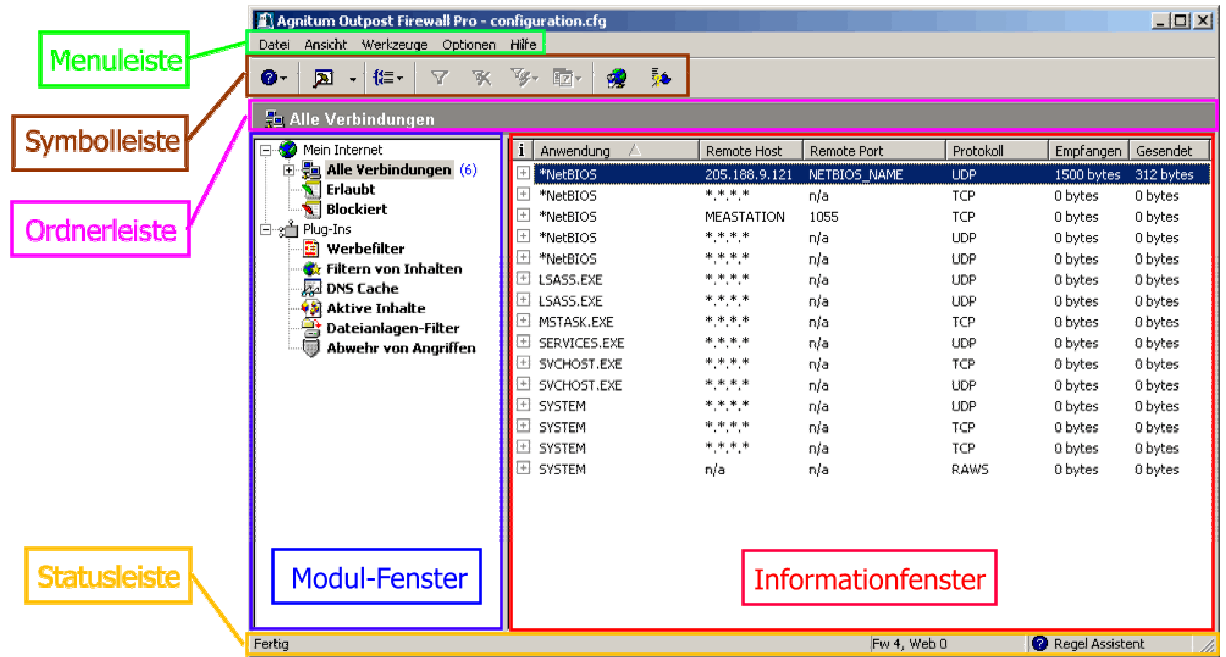 Agnitum Outpost Firewall Pro - configuration.cfg
Menuleiste
Datei Ansicht Werkzeuge Optionen Hilfe
Symbolleiste
Ordnerleiste
Alle Verbindungen
Mein Internet
Alle Verbindungen (6)
Erlaubt
Blockiert
Plug-Ins
Werbefilter
Filtern von Inhalten
DNS Cache
Aktive Inhalte
Dateianlagen-Filter
Abwehr von Angriffen
i Anwendung Remote Host Remote Port Protokoll Empfangen Gesendet
*NetBIOS 205.188.9.121 NETBIOS_NAME UDP 1500 bytes 312 bytes
*NetBIOS *.*.*.* n/a TCP 0 bytes 0 bytes
*NetBIOS MEASTATION 1055 TCP 0 bytes 0 bytes
*NetBIOS *.*.*.* n/a UDP 0 bytes 0 bytes
*NetBIOS *.*.*.* n/a UDP 0 bytes 0 bytes
LSASS.EXE *.*.*.* n/a UDP 0 bytes 0 bytes
LSASS.EXE *.*.*.* n/a UDP 0 bytes 0 bytes
MSTASK.EXE *.*.*.* n/a TCP 0 bytes 0 bytes
SERVICES.EXE *.*.*.* n/a UDP 0 bytes 0 bytes
SVCHOST.EXE *.*.*.* n/a TCP 0 bytes 0 bytes
SVCHOST.EXE *.*.*.* n/a UDP 0 bytes 0 bytes
SYSTEM *.*.*.* n/a UDP 0 bytes 0 bytes
SYSTEM *.*.*.* n/a TCP 0 bytes 0 bytes
SYSTEM *.*.*.* n/a TCP 0 bytes 0 bytes
SYSTEM n/a n/a RAWS 0 bytes 0 bytes
Statusleiste
Modul-Fenster
Informationfenster
Fertig Fw 4, Web 0 Regel Assistent